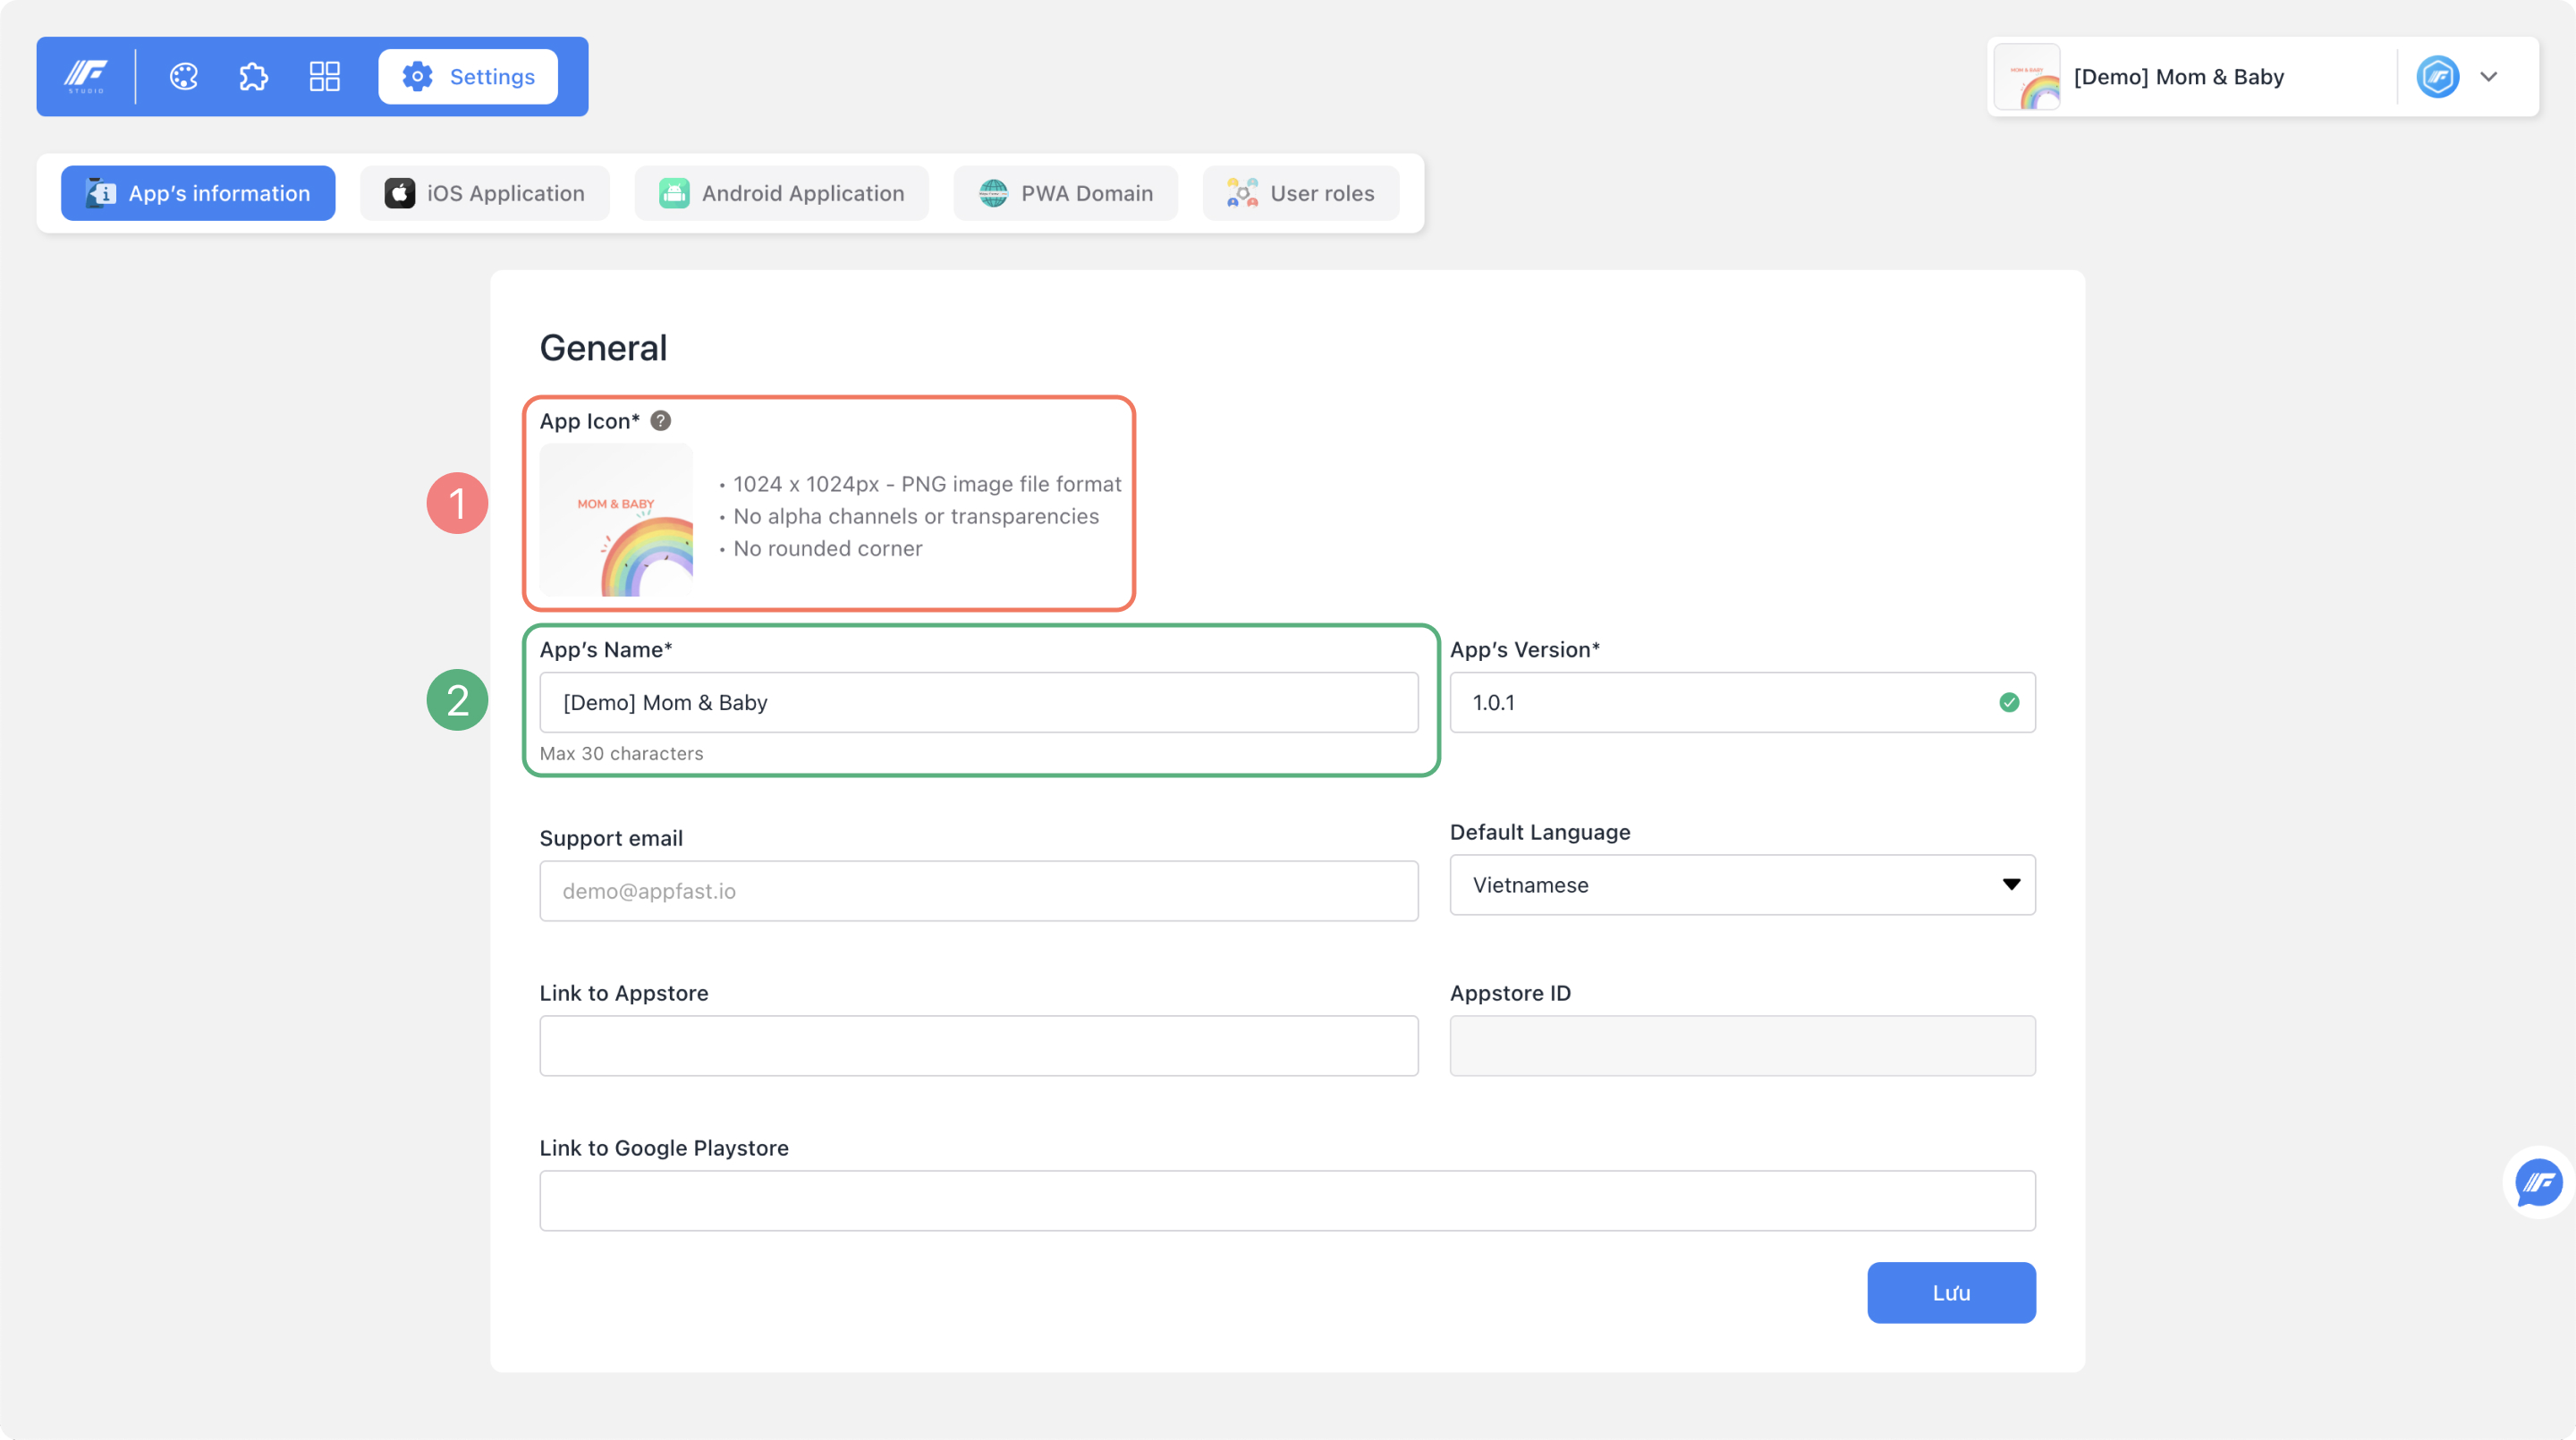 STUDIO
Settings
[Demo] Mom & Baby
App's information
iOS Application
Android Application
PWA Domain
User roles
General
App Icon* ?
1
MOM & BABY
• 1024 x 1024px - PNG image file format
• No alpha channels or transparencies
• No rounded corner
App's Name*
App's Version*
2
[Demo] Mom & Baby
1.0.1
Max 30 characters
Support email
Default Language
demo@appfast.io
Vietnamese
Link to Appstore
Appstore ID
Link to Google Playstore
Lưu